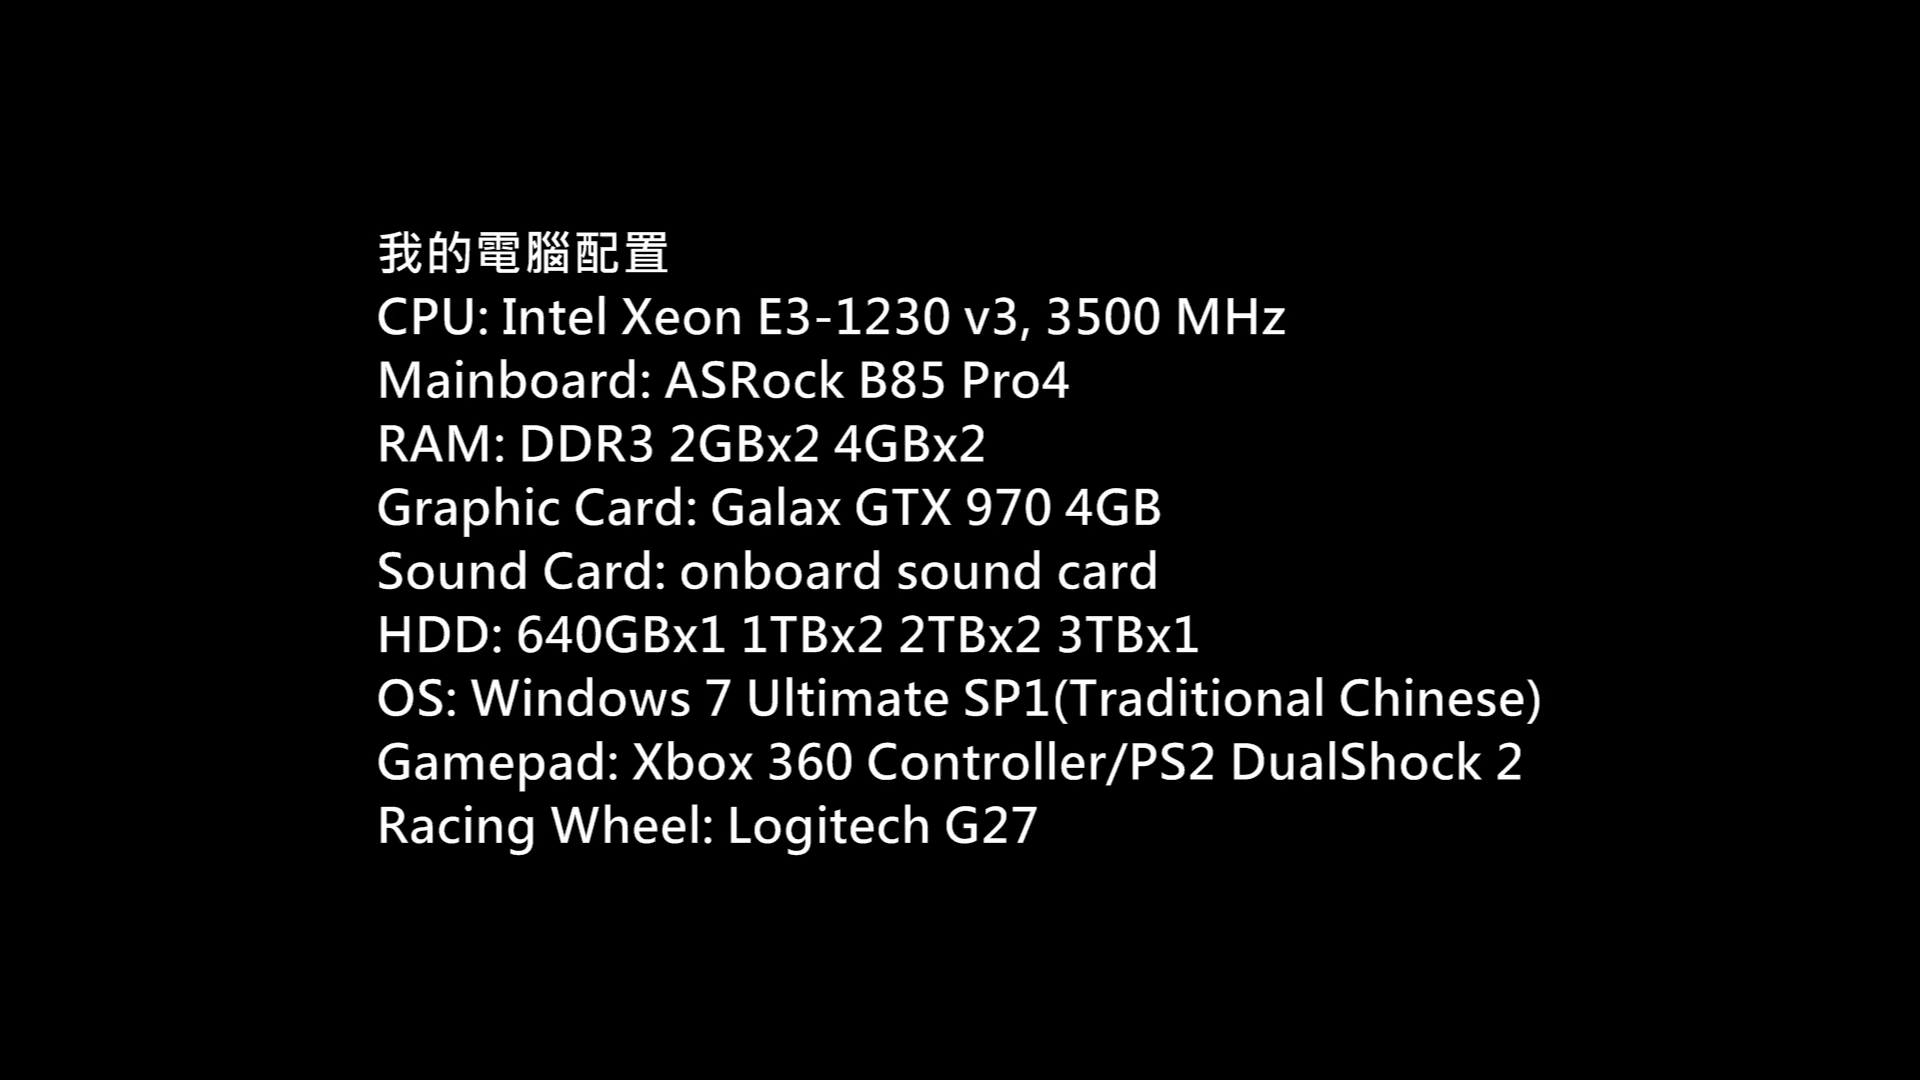 我的電腦配置
CPU: Intel Xeon E3-1230 v3, 3500 MHz
Mainboard: ASRock B85 Pro4
RAM: DDR3 2GBx2 4GBx2
Graphic Card: Galax GTX 970 4GB
Sound Card: onboard sound card
HDD: 640GBx1 1TBx2 2TBx2 3TBx1
OS: Windows 7 Ultimate SP1(Traditional Chinese)
Gamepad: Xbox 360 Controller/PS2 DualShock 2
Racing Wheel: Logitech G27